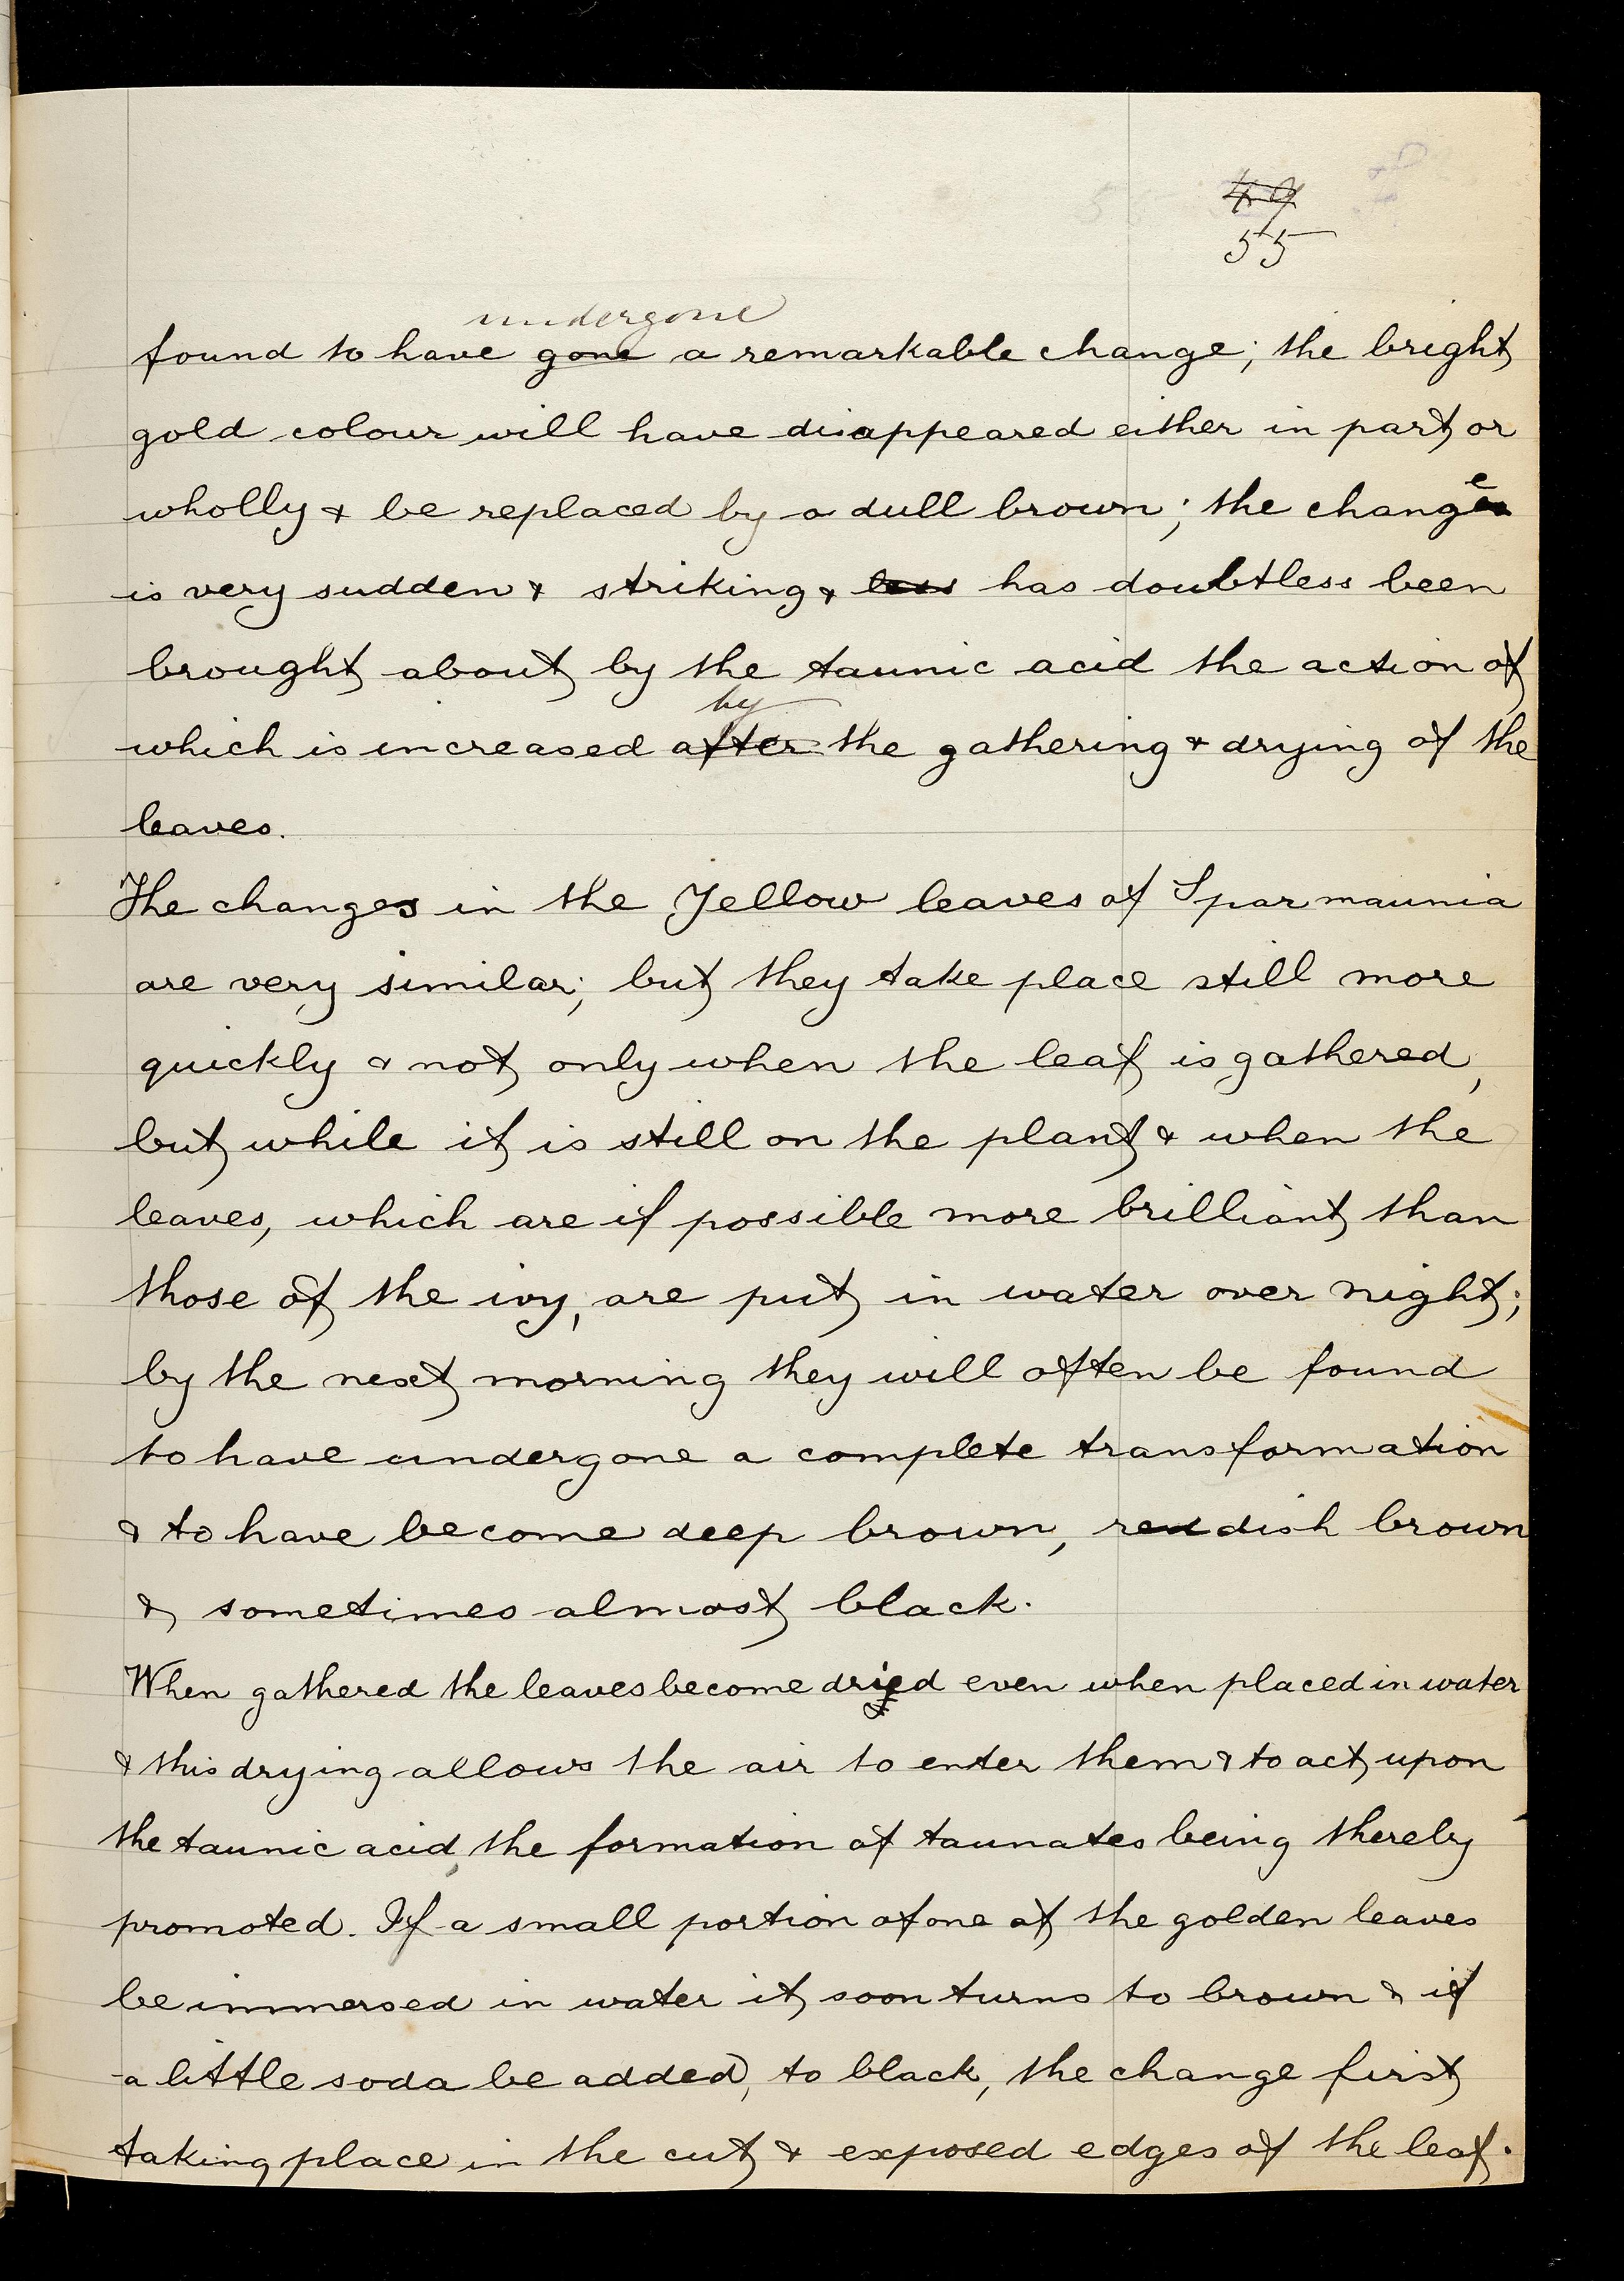 49
55
undergone
found to have gone a remarkable change; the bright
gold colour will have disappeared either in part or
wholly & be replaced by a dull brown; the change
is very sudden & striking & less has doubtless been
brought about by the tannic acid the action of
by
which is increased after the gathering & drying of the
leaves.
The changes in the Yellow leaves of Sparmannia
are very similar; but they take place still more
quickly & not only when the leaf is gathered,
but while it is still on the plant & when the
leaves, which are if possible more brilliant than
those of the ivy, are put in water over night;
by the next morning they will often be found
to have undergone a complete transformation
& to have become deep brown, reddish brown
& sometimes almost black.
When gathered the leaves become dried even when placed in water
& this drying allows the air to enter them & to act upon
the tannic acid, the formation of tannates being thereby
promoted. If a small portion of one of the golden leaves
be immersed in water it soon turns to brown & if
a little soda be added, to black, the change first
taking place in the cut & exposed edges of the leaf.